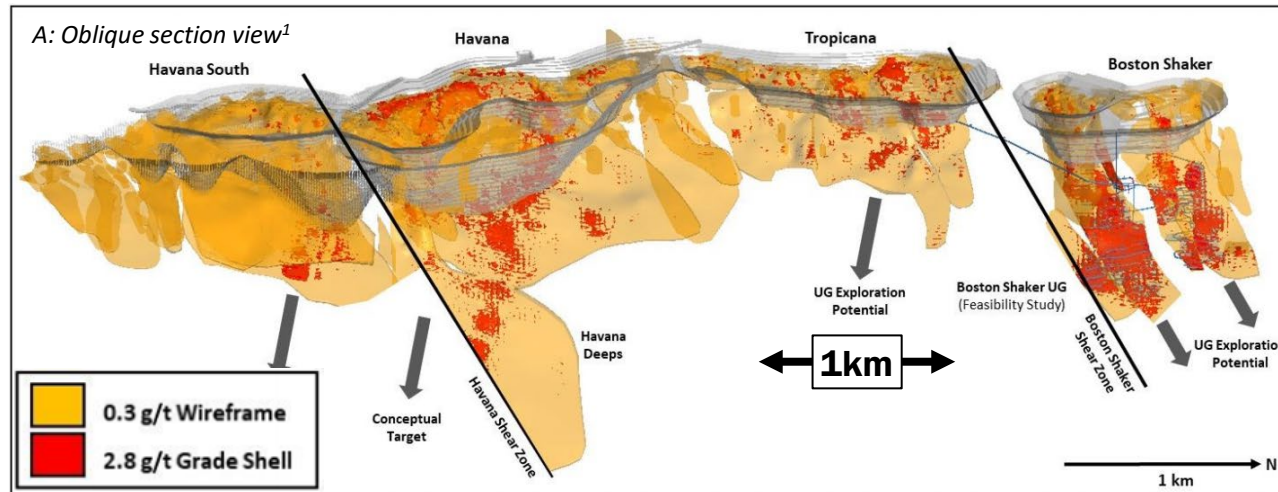 A: Oblique section view¹
Havana South
Havana
Tropicana
Boston Shaker
UG Exploration
Potential
Boston Shaker UG
(Feasibility Study)
Boston Shaker
Shear Zone
UG Exploration
Potential
Havana
Deeps
Havana Shear Zone
Conceptual
Target
1km
0.3 g/t Wireframe
2.8 g/t Grade Shell
N
1 km